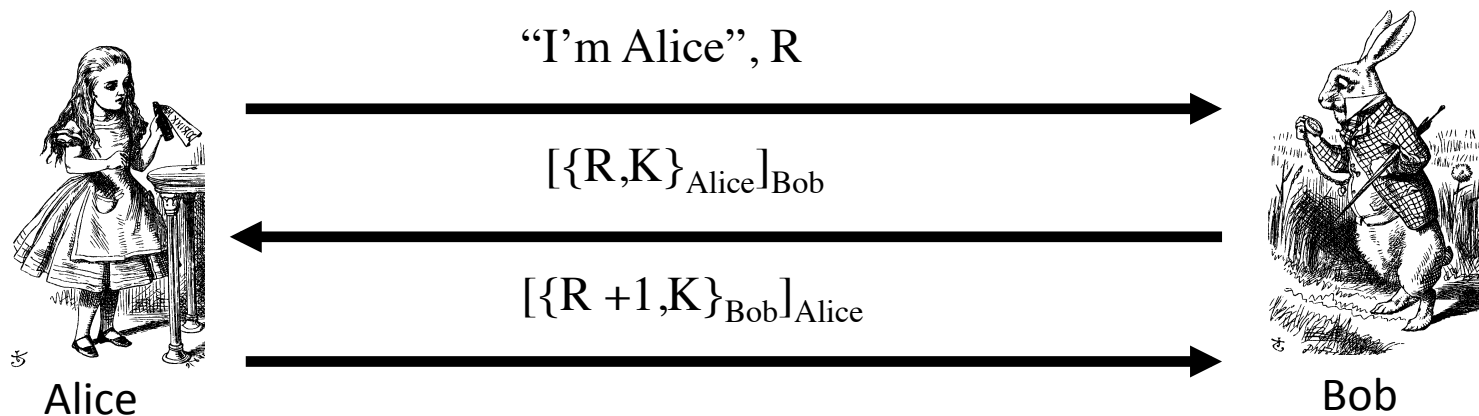 “I’m Alice”, R
[{R,K}Alice]Bob
[{R +1,K}Bob]Alice
Alice
Bob